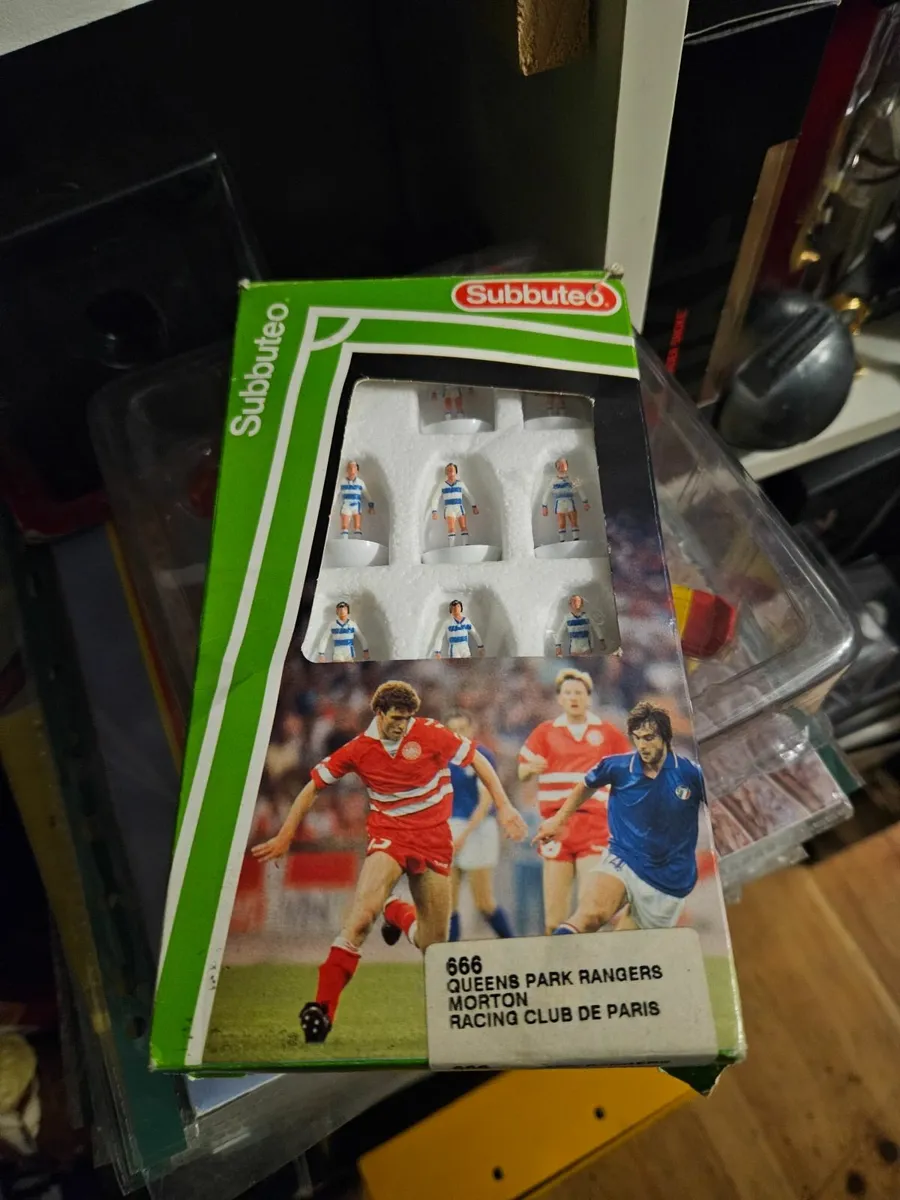 Subbuteo
Subbuteo
666
QUEENS PARK RANGERS
MORTON
RACING CLUB DE PARIS